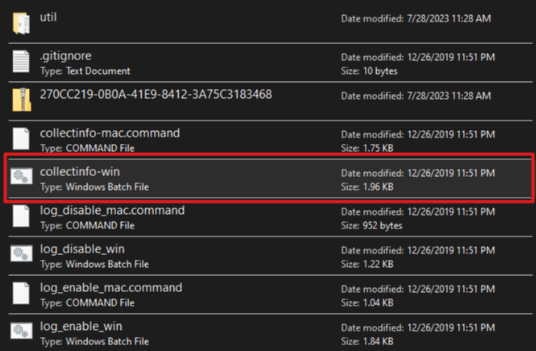 util
Date modified: 7/28/2023 11:28 AM
.gitignore
Date modified: 12/26/2019 11:51 PM
Type: Text Document
Size: 10 bytes
270CC219-0B0A-41E9-8412-3A75C3183468
Date modified: 7/28/2023 11:28 AM
collectinfo-mac.command
Date modified: 12/26/2019 11:51 PM
Type: COMMAND File
Size: 1.75 KB
collectinfo-win
Date modified: 12/26/2019 11:51 PM
Type: Windows Batch File
Size: 1.96 KB
log_disable_mac.command
Date modified: 12/26/2019 11:51 PM
Type: COMMAND File
Size: 952 bytes
log_disable_win
Date modified: 12/26/2019 11:51 PM
Type: Windows Batch File
Size: 1.22 KB
log_enable_mac.command
Date modified: 12/26/2019 11:51 PM
Type: COMMAND File
Size: 1.04 KB
log_enable_win
Date modified: 12/26/2019 11:51 PM
Type: Windows Batch File
Size: 1.84 KB